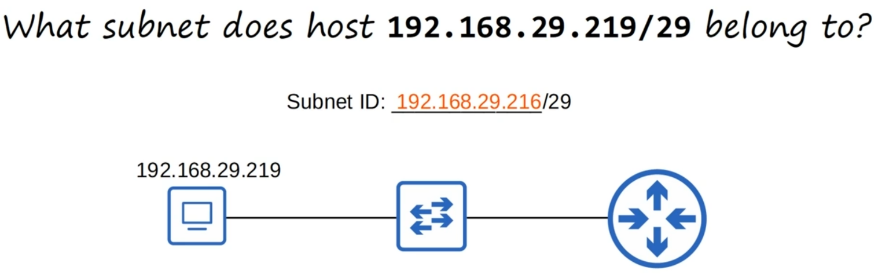 What subnet does host 192.168.29.219/29 belong to?
Subnet ID: 192.168.29.216/29
192.168.29.219